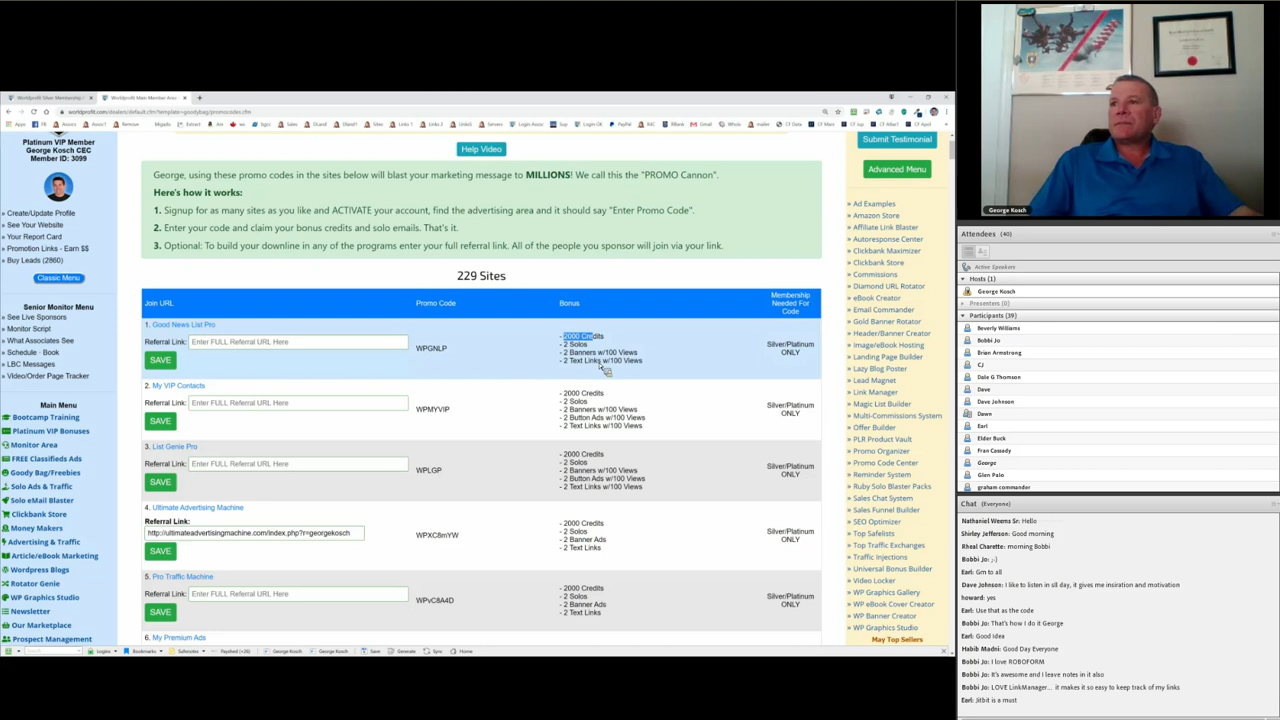 Worldprofit Silver Membership
Worldprofit Main Member Area
worldprofit.com/dealers/default.cfm?template=goodybag/promocodes.cfm
Platinum VIP Member
George Kosch CEC
Member ID: 3099
» Create/Update Profile
» See Your Website
» Your Report Card
» Promotion Links - Earn $$
» Buy Leads (2860)
Classic Menu
Senior Monitor Menu
» See Live Sponsors
» Monitor Script
» What Associates See
» Schedule · Book
» LBC Messages
» Video/Order Page Tracker
Main Menu
Bootcamp Training
Platinum VIP Bonuses
Monitor Area
FREE Classifieds Ads
Goody Bag/Freebies
Solo Ads & Traffic
Solo eMail Blaster
Clickbank Store
Money Makers
Advertising & Traffic
Article/eBook Marketing
Wordpress Blogs
Rotator Genie
WP Graphics Studio
Newsletter
Our Marketplace
Prospect Management
Help Video
George, using these promo codes in the sites below will blast your marketing message to MILLIONS! We call this the "PROMO Cannon".
Here's how it works:
1. Signup for as many sites as you like and ACTIVATE your account, find the advertising area and it should say "Enter Promo Code".
2. Enter your code and claim your bonus credits and solo emails. That's it.
3. Optional: To build your downline in any of the programs enter your full referral link. All of the people you sponsor will join via your link.
229 Sites
Join URL Promo Code Bonus Membership Needed For Code
1. Good News List Pro
Referral Link: Enter FULL Referral URL Here
SAVE
WPGNLP
- 2000 Credits
- 2 Solos
- 2 Banners w/100 Views
- 2 Text Links w/100 Views
Silver/Platinum
ONLY
2. My VIP Contacts
Referral Link: Enter FULL Referral URL Here
SAVE
WPMYVIP
- 2000 Credits
- 2 Solos
- 2 Banners w/100 Views
- 2 Button Ads w/100 Views
- 2 Text Links w/100 Views
Silver/Platinum
ONLY
3. List Genie Pro
Referral Link: Enter FULL Referral URL Here
SAVE
WPLGP
- 2000 Credits
- 2 Solos
- 2 Banners w/100 Views
- 2 Button Ads w/100 Views
- 2 Text Links w/100 Views
Silver/Platinum
ONLY
4. Ultimate Advertising Machine
Referral Link:
http://ultimateadvertisingmachine.com/index.php?r=georgekosch
SAVE
WPXC8mYW
- 2000 Credits
- 2 Solos
- 2 Banner Ads
- 2 Text Links
Silver/Platinum
ONLY
5. Pro Traffic Machine
Referral Link: Enter FULL Referral URL Here
SAVE
WPvC8A4D
- 2000 Credits
- 2 Solos
- 2 Banner Ads
- 2 Text Links
Silver/Platinum
ONLY
6. My Premium Ads
Submit Testimonial
Advanced Menu
» Ad Examples
» Amazon Store
» Affiliate Link Blaster
» Autoresponse Center
» Clickbank Maximizer
» Clickbank Store
» Commissions
» Diamond URL Rotator
» eBook Creator
» Email Commander
» Gold Banner Rotator
» Header/Banner Creator
» Image/eBook Hosting
» Landing Page Builder
» Lazy Blog Poster
» Lead Magnet
» Link Manager
» Magic List Builder
» Multi-Commissions System
» Offer Builder
» PLR Product Vault
» Promo Organizer
» Promo Code Center
» Reminder System
» Ruby Solo Blaster Packs
» Sales Chat System
» Sales Funnel Builder
» SEO Optimizer
» Top Safelists
» Top Traffic Exchanges
» Traffic Injections
» Universal Bonus Builder
» Video Locker
» WP Graphics Gallery
» WP eBook Cover Creator
» WP Banner Creator
» WP Graphics Studio
May Top Sellers
George Kosch
Attendees (40)
Active Speakers
Hosts (1)
George Kosch
Presenters (0)
Participants (39)
Beverly Williams
Bobbi Jo
Brian Armstrong
CJ
Dale G Thomson
Dave
Dave Johnson
Dawn
Earl
Elder Buck
Fran Cassady
George
Glen Palo
graham commander
Chat (Everyone)
Nathaniel Weems Sr: Hello
Shirley Jefferson: Good morning
Rheal Charette: morning Bobbi
Bobbi Jo: ;-)
Earl: Gm to all
Dave Johnson: I like to listen in sll day, it gives me insiration and motivation
howard: yes
Earl: Use that as the code
Bobbi Jo: That's how I do it George
Earl: Good Idea
Habib Madni: Good Day Everyone
Bobbi Jo: I love ROBOFORM
Bobbi Jo: It's awesome and I leave notes in it also
Bobbi Jo: LOVE LinkManager... it makes it so easy to keep track of my links
Earl: Jitbit is a must